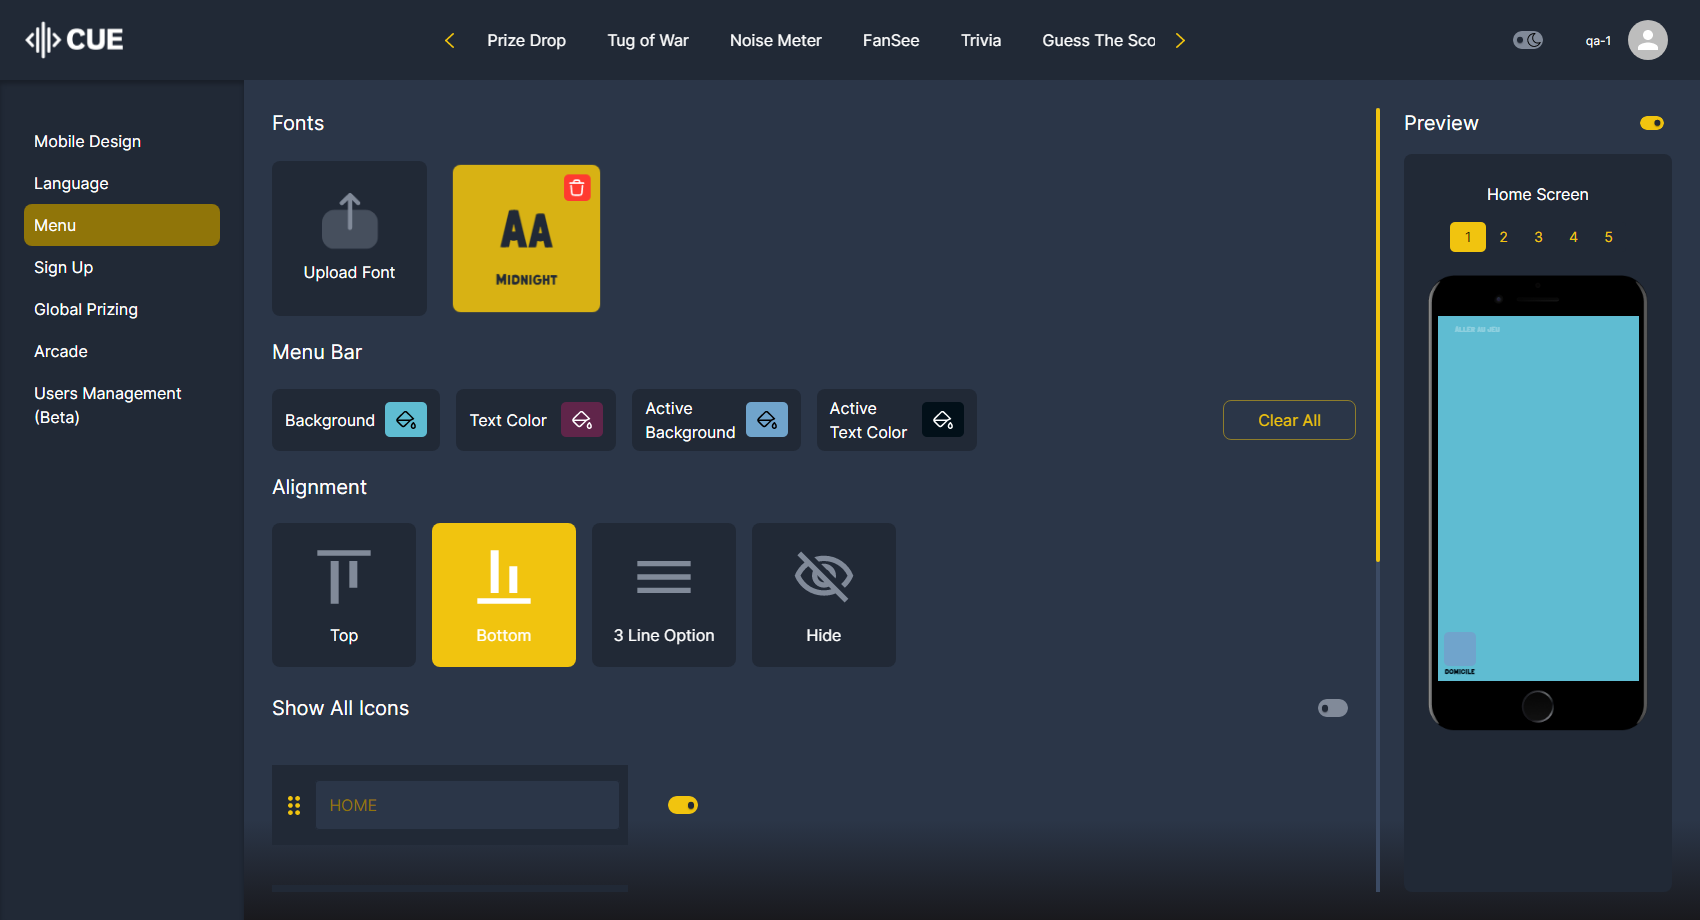 CUE
Prize Drop
Tug of War
Noise Meter
FanSee
Trivia
Guess The Sco
qa-1
Mobile Design
Language
Menu
Sign Up
Global Prizing
Arcade
Users Management
(Beta)
Fonts
Upload Font
AA
MIDNIGHT
Menu Bar
Background
Text Color
Active
Background
Active
Text Color
Clear All
Alignment
Top
Bottom
3 Line Option
Hide
Show All Icons
HOME
Preview
Home Screen
1 2 3 4 5
DOMICILE